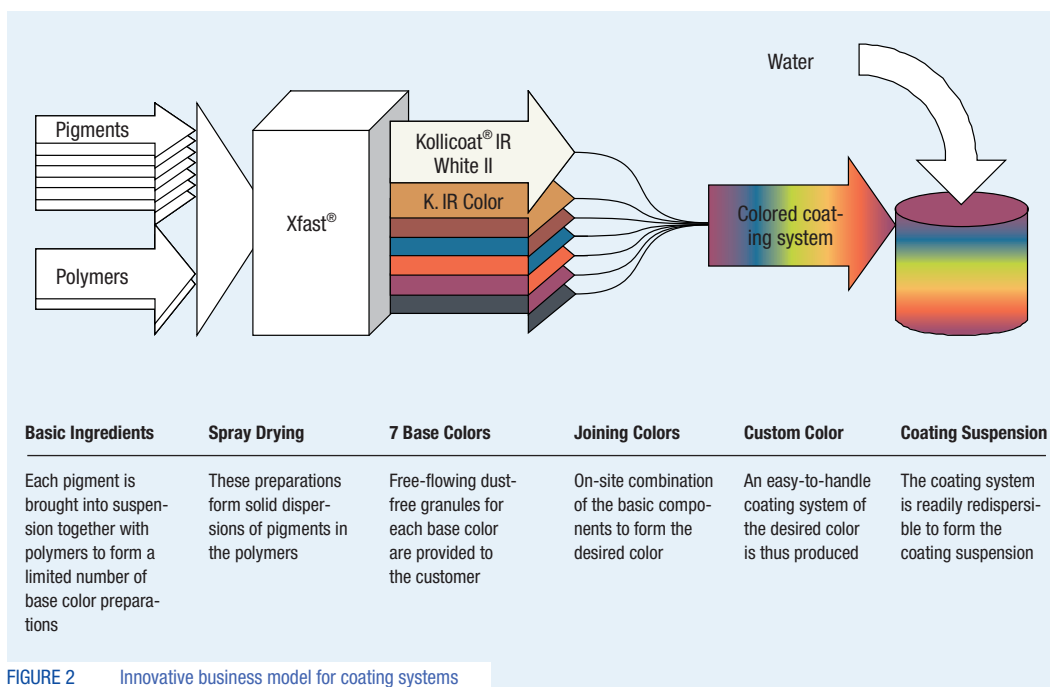 Water
Pigments
Kollicoat® IR
White II
Xfast®
K. IR Color
Colored coat-
ing system
Polymers
Basic Ingredients
Each pigment is
brought into suspen-
sion together with
polymers to form a
limited number of
base color prepara-
tions
Spray Drying
These preparations
form solid disper-
sions of pigments in
the polymers
7 Base Colors
Free-flowing dust-
free granules for
each base color
are provided to
the customer
Joining Colors
On-site combination
of the basic compo-
nents to form the
desired color
Custom Color
An easy-to-handle
coating system of
the desired color
is thus produced
Coating Suspension
The coating system
is readily redispersi-
ble to form the
coating suspension
FIGURE 2 Innovative business model for coating systems